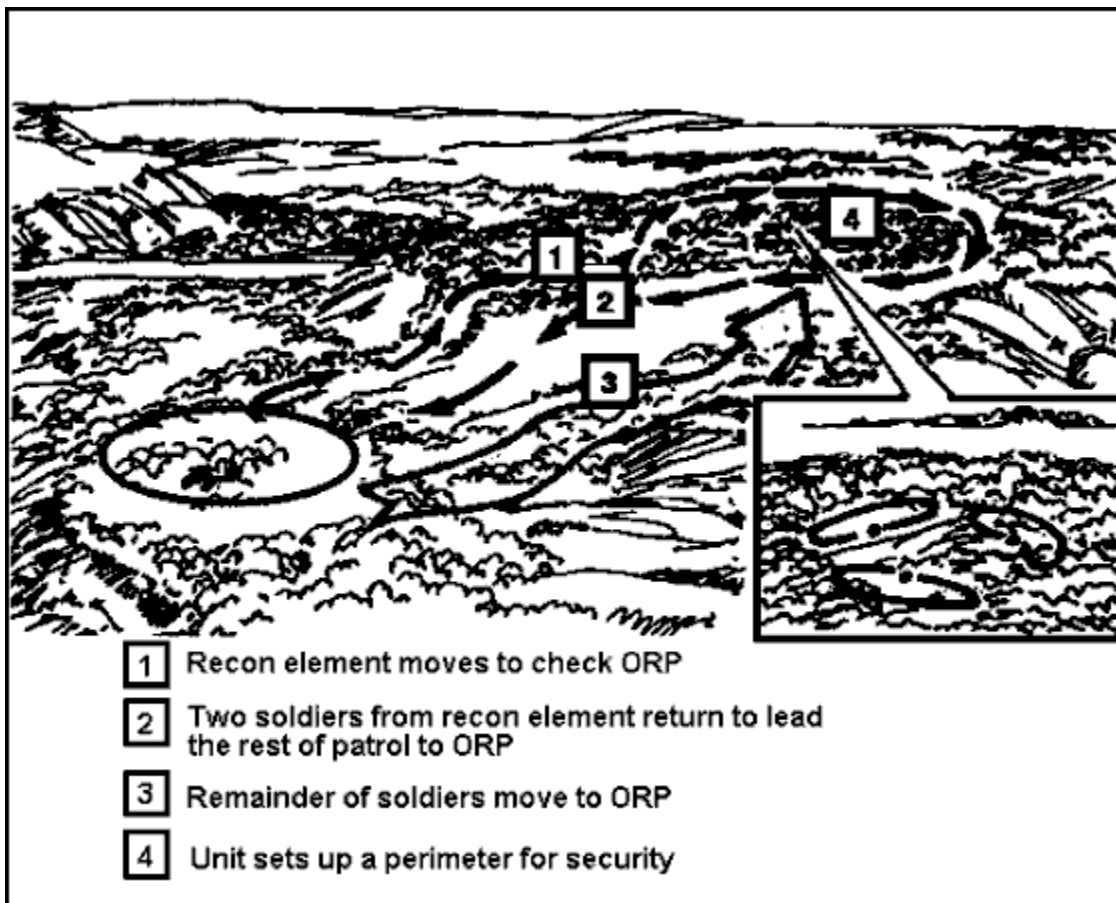 1
2
3
4
1 Recon element moves to check ORP
2 Two soldiers from recon element return to lead
the rest of patrol to ORP
3 Remainder of soldiers move to ORP
4 Unit sets up a perimeter for security